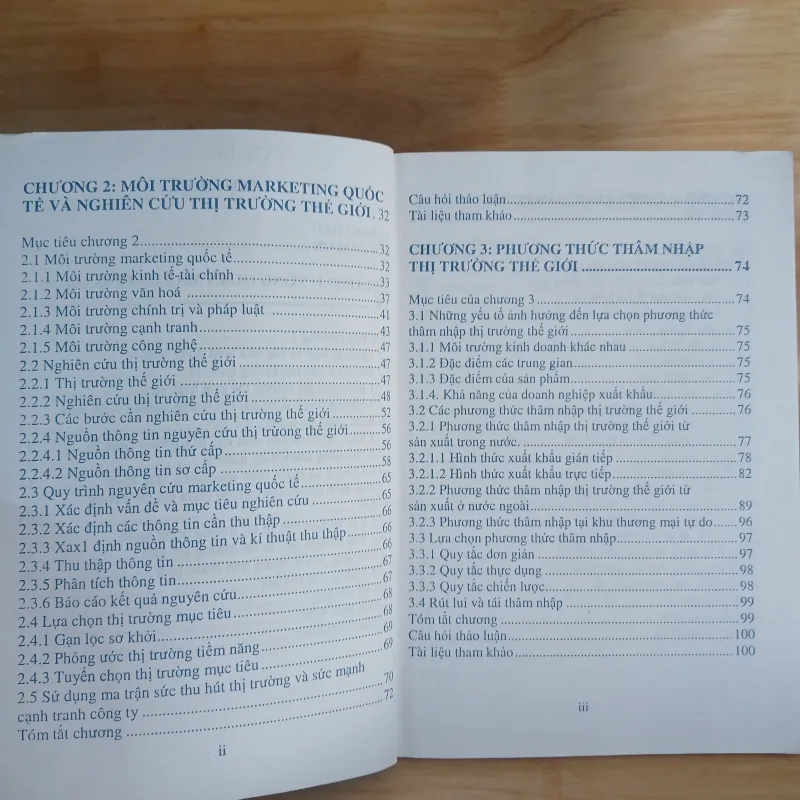 CHƯƠNG 2: MÔI TRƯỜNG MARKETING QUỐC
TẾ VÀ NGHIÊN CỨU THỊ TRƯỜNG THẾ GIỚI . 32
Mục tiêu chương 2 32
2.1 Môi trường marketing quốc tế 32
2.1.1 Môi trường kinh tế-tài chính 33
2.1.2 Môi trường văn hoá 37
2.1.3 Môi trường chính trị và pháp luật 41
2.1.4 Môi trường cạnh tranh 43
2.1.5 Môi trường công nghệ 47
2.2 Nghiên cứu thị trường thế giới 47
2.2.1 Thị trường thế giới 47
2.2.2 Nghiên cứu thị trường thế giới 48
2.2.3 Các bước cần nghiên cứu thị trường thế giới 52
2.2.4 Nguồn thông tin nguyên cứu thị trừong thế giới 56
2.2.4.1 Nguồn thông tin thứ cấp 56
2.2.4.2 Nguồn thông tin sơ cấp 58
2.3 Quy trình nguyên cứu marketing quốc tế 65
2.3.1 Xác định vấn đề và mục tiêu nghiên cứu 65
2.3.2 Xác định các thông tin cần thu thập 66
2.3.3 Xax1 định nguồn thông tin và kĩ thuật thu thập 66
2.3.4 Thu thập thông tin 66
2.3.5 Phân tích thông tin 67
2.3.6 Báo cáo kết quả nguyên cứu 67
2.4 Lựa chọn thị trường mục tiêu 68
2.4.1 Gạn lọc sơ khởi 68
2.4.2 Phỏng ước thị trường tiềm năng 69
2.4.3 Tuyển chọn thị trường mục tiêu 69
2.5 Sử dụng ma trận sức thu hút thị trường và sức mạnh
cạnh tranh công ty 70
Tóm tắt chương 72
ii
Câu hỏi thảo luận 72
Tài liệu tham khảo 73
CHƯƠNG 3: PHƯƠNG THỨC THÂM NHẬP
THỊ TRƯỜNG THẾ GIỚI 74
Mục tiêu của chương 3 74
3.1 Những yếu tố ảnh hưởng đến lựa chọn phương thức
thâm nhập thị trường thế giới 75
3.1.1 Môi trường kinh doanh khác nhau 75
3.1.2 Đặc điểm các trung gian 75
3.1.3 Đặc điểm của sản phẩm 75
3.1.4. Khả năng của doanh nghiệp xuất khẩu 76
3.2 Các phương thức thâm nhập thị trường thế giới 76
3.2.1 Phương thức thâm nhập thị trường thế giới từ
sản xuất trong nước. 77
3.2.1.1 Hình thức xuất khẩu gián tiếp 78
3.2.1.2 Hình thức xuất khẩu trực tiếp 82
3.2.2 Phương thức thâm nhập thị trường thế giới từ
sản xuất ở nước ngoài 89
3.2.3 Phương thức thâm nhập tại khu thương mại tự do 96
3.3 Lựa chọn phương thức thâm nhập 97
3.3.1 Quy tắc đơn giản 97
3.3.2 Quy tắc thực dụng 98
3.3.3 Quy tắc chiến lược 98
3.4 Rút lui và tái thâm nhập 99
Tóm tắt chương 99
Câu hỏi thảo luận 100
Tài liệu tham khảo 100
iii